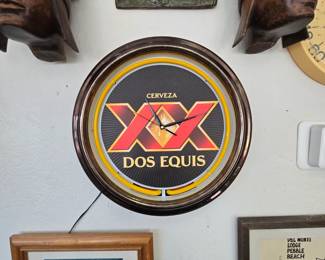 CERVEZA
XX
DOS EQUIS
LODGE
PEBBLE
BEACH